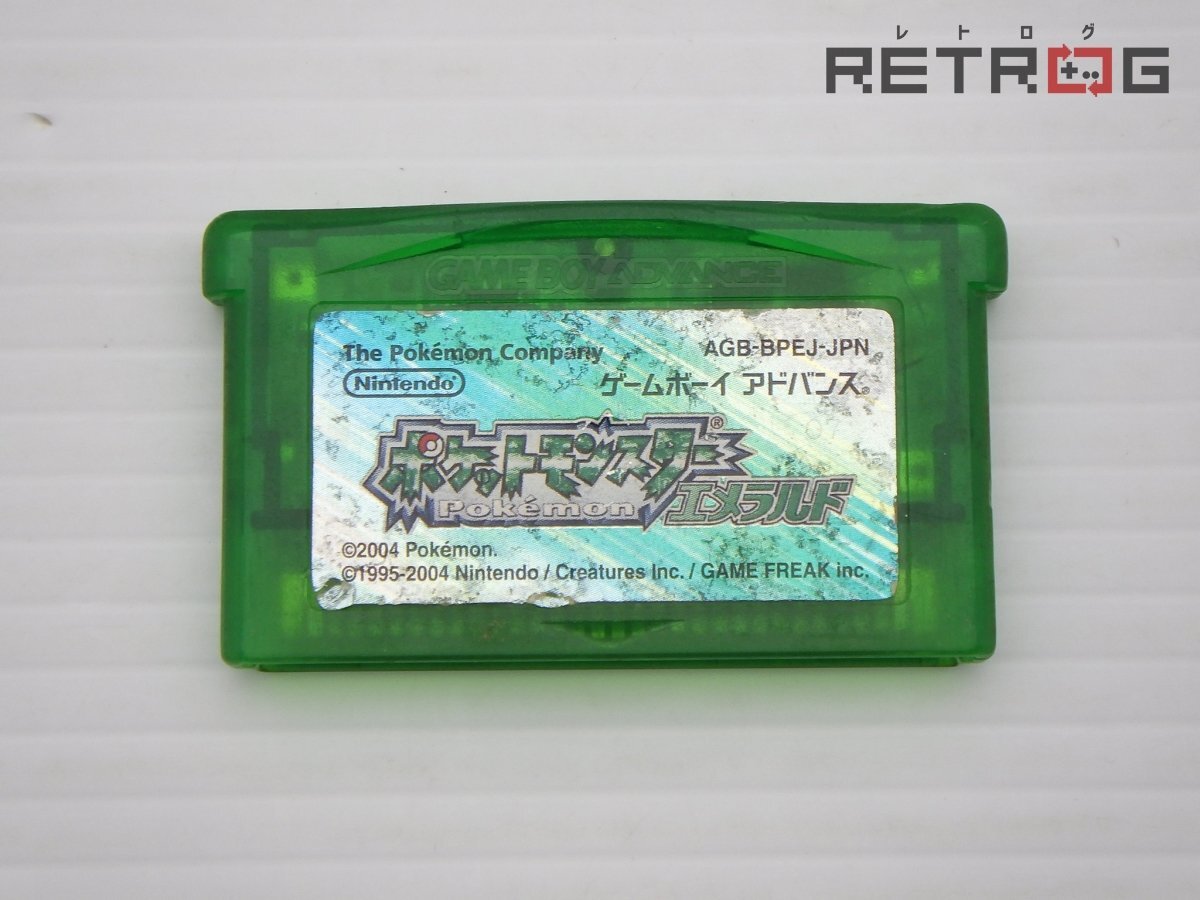 レトログ
RETROG
GAME BOY ADVANCE
The Pokémon Company AGB-BPEJ-JPN
Nintendo ゲームボーイ アドバンス®
ポケットモンスター®
Pokémon エメラルド
©2004 Pokémon.
©1995-2004 Nintendo / Creatures Inc. / GAME FREAK inc.